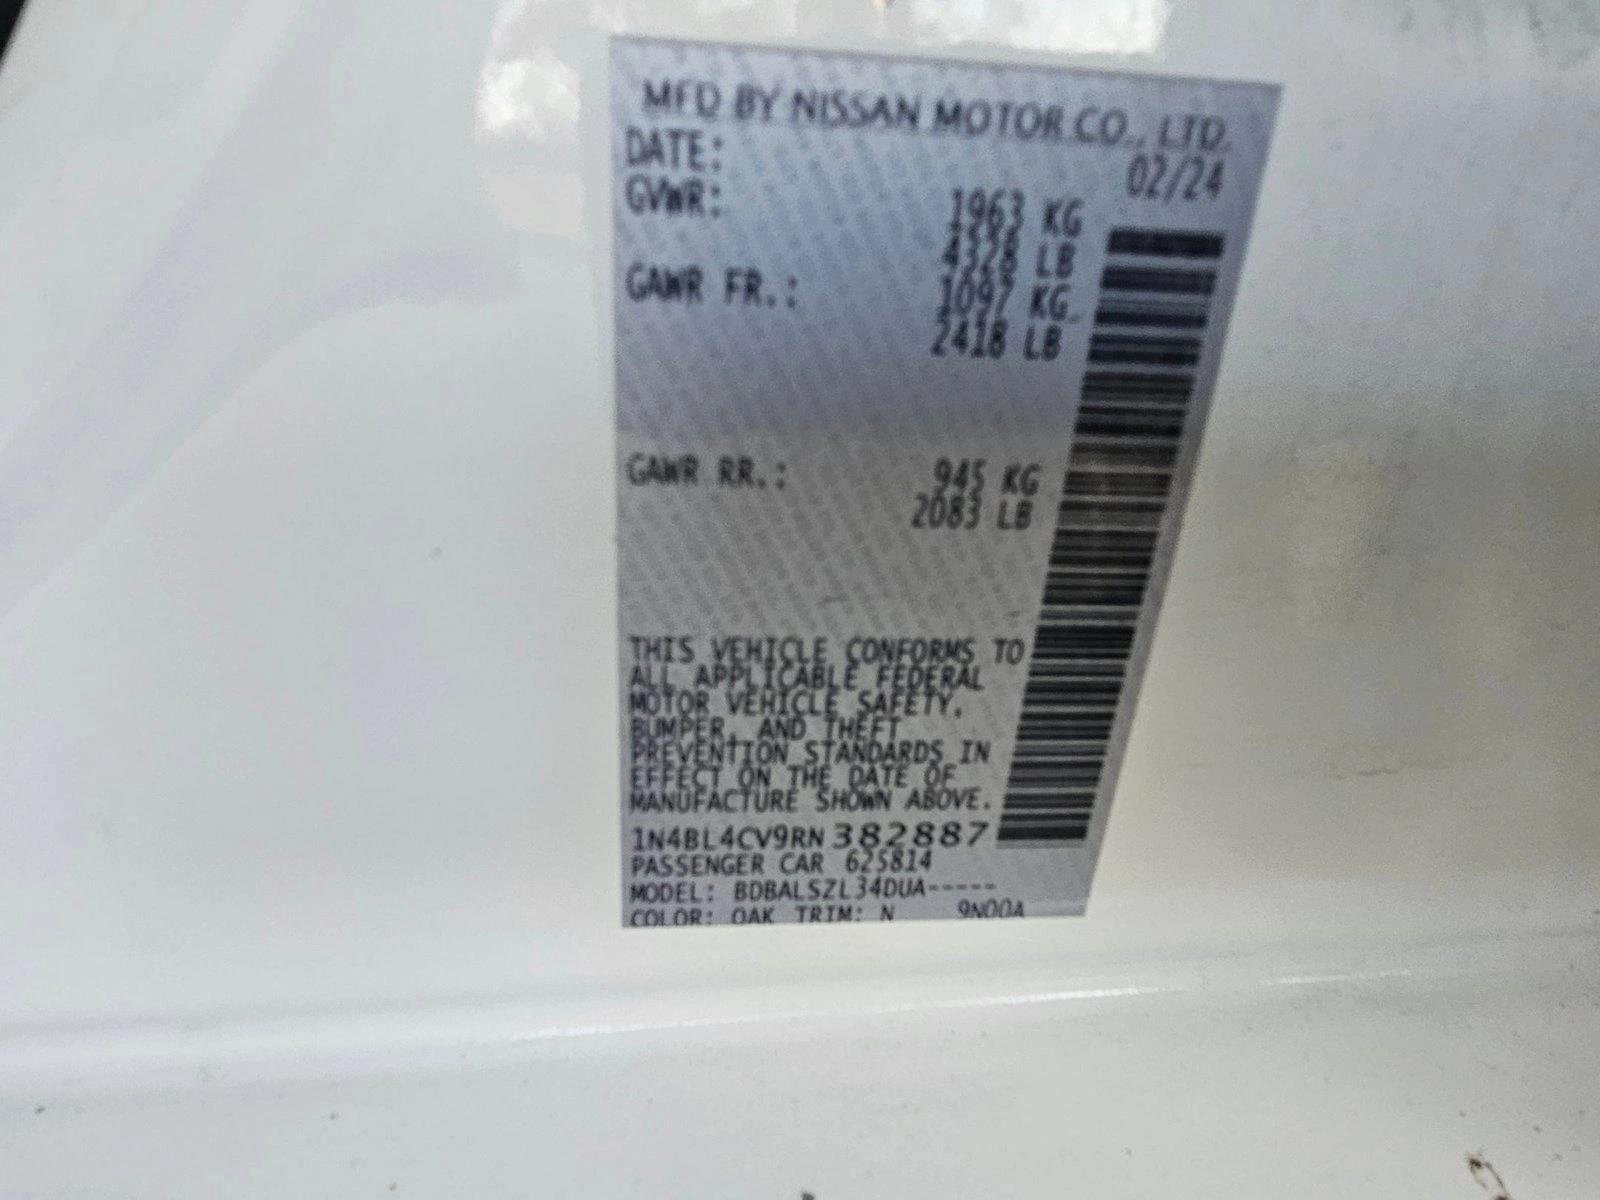 MFD BY NISSAN MOTOR CO., LTD.
DATE: 02/24
GVWR: 1963 KG
4328 LB
GAWR FR.: 1097 KG
2418 LB
GAWR RR.: 945 KG
2083 LB
THIS VEHICLE CONFORMS TO
ALL APPLICABLE FEDERAL
MOTOR VEHICLE SAFETY,
BUMPER, AND THEFT
PREVENTION STANDARDS IN
EFFECT ON THE DATE OF
MANUFACTURE SHOWN ABOVE.
1N4BL4CV9RN382887
PASSENGER CAR 625814
MODEL: BDBALSZL34DUA-----
COLOR: QAK TRIM: N 9N00A